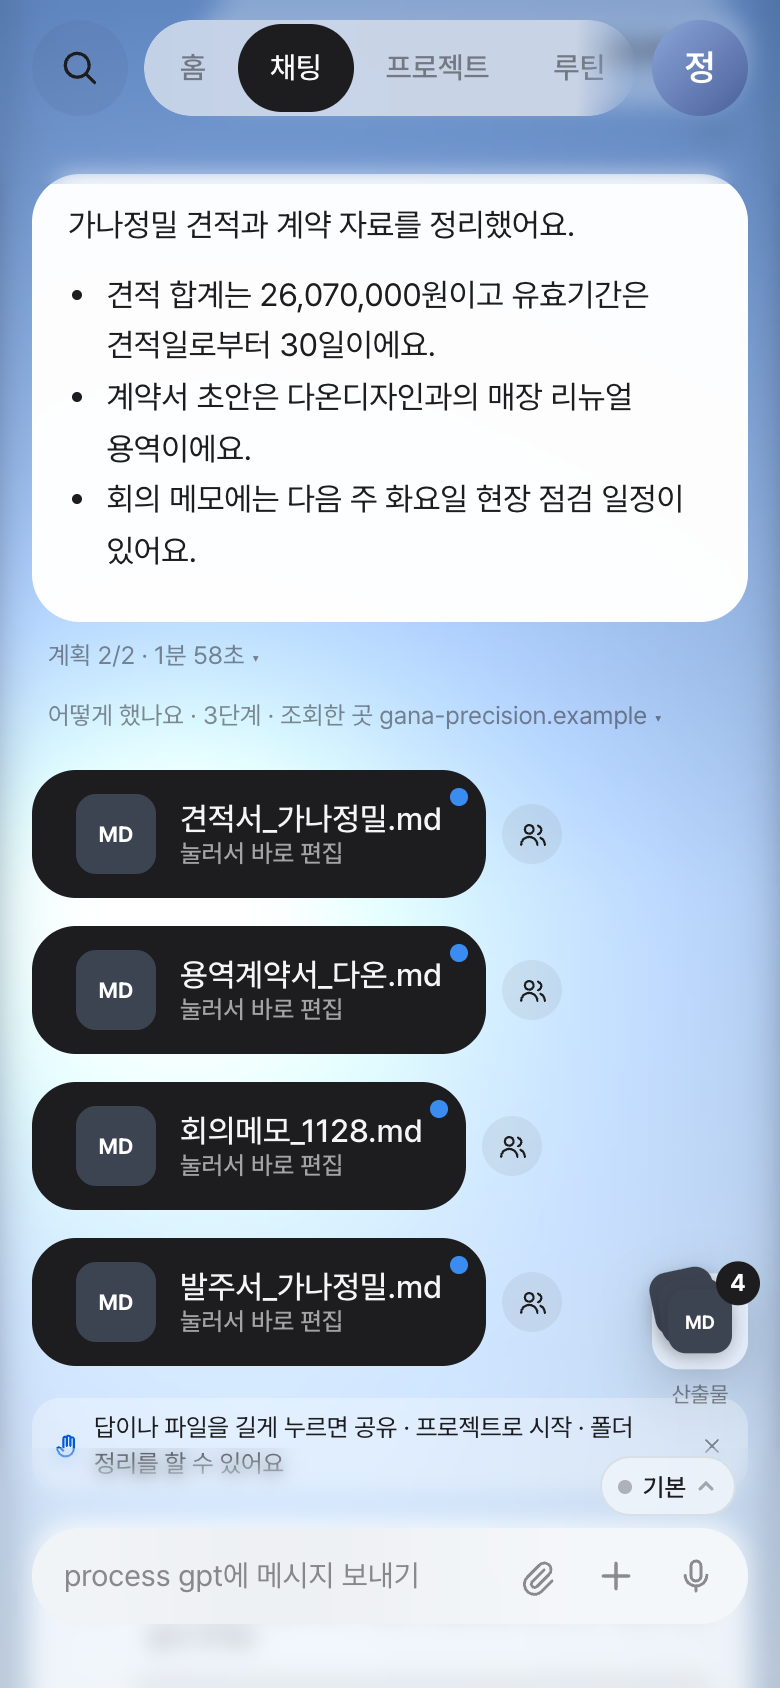 홈
채팅
프로젝트
루틴
정
가나정밀 견적과 계약 자료를 정리했어요.
• 견적 합계는 26,070,000원이고 유효기간은
견적일로부터 30일이에요.
• 계약서 초안은 다온디자인과의 매장 리뉴얼
용역이에요.
• 회의 메모에는 다음 주 화요일 현장 점검 일정이
있어요.
계획 2/2 · 1분 58초
어떻게 했나요 · 3단계 · 조회한 곳 gana-precision.example
MD
견적서_가나정밀.md
눌러서 바로 편집
MD
용역계약서_다온.md
눌러서 바로 편집
MD
회의메모_1128.md
눌러서 바로 편집
MD
발주서_가나정밀.md
눌러서 바로 편집
4
MD
산출물
답이나 파일을 길게 누르면 공유 · 프로젝트로 시작 · 폴더
정리를 할 수 있어요
기본
process gpt에 메시지 보내기